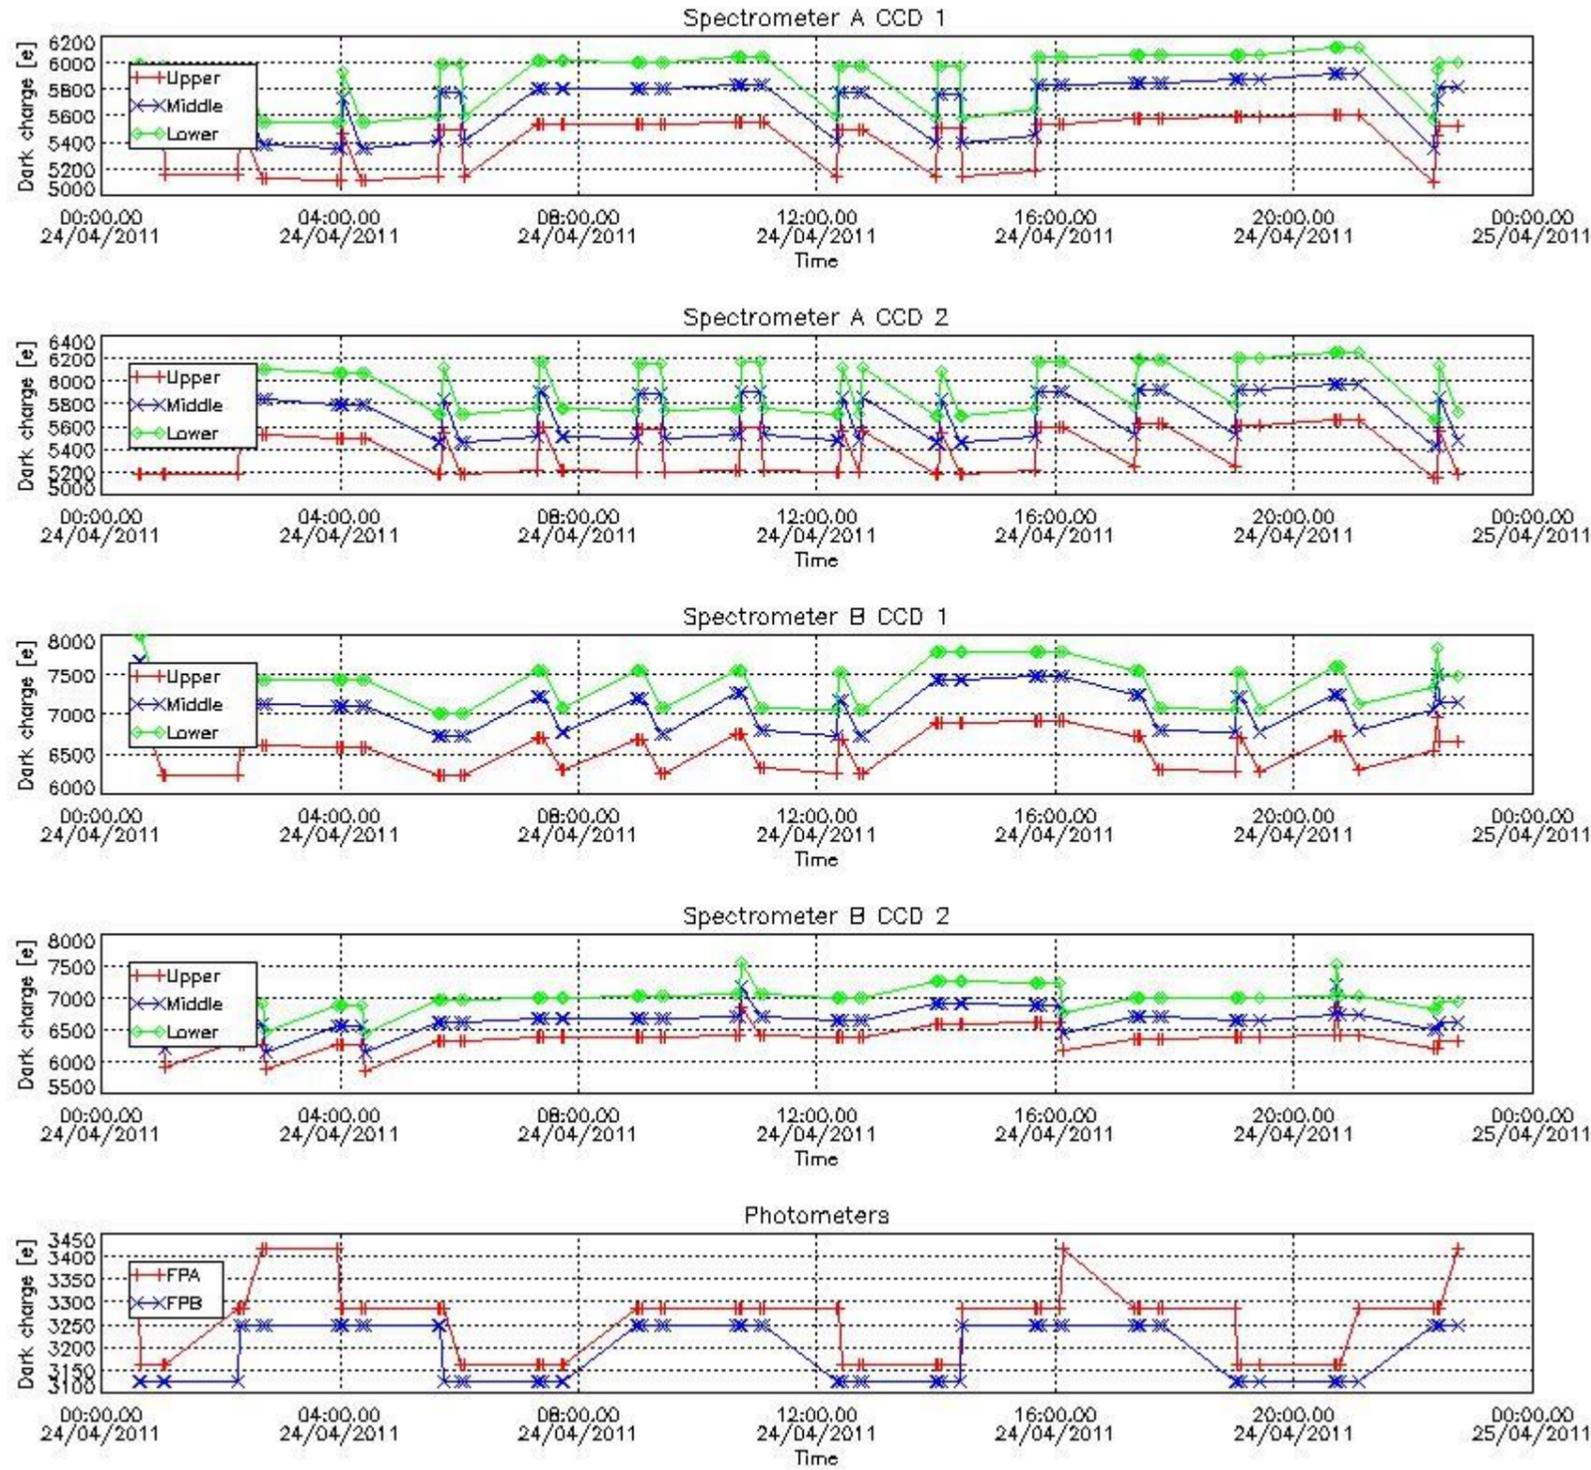 Spectrometer A CCD 1
Dark charge [e]
6200
6000
5800
5600
5400
5200
5000
Upper
Middle
Lower
00:00.00 04:00.00 08:00.00 12:00.00 16:00.00 20:00.00 00:00.00
24/04/2011 24/04/2011 24/04/2011 24/04/2011 24/04/2011 24/04/2011 25/04/2011
Time
Spectrometer A CCD 2
Dark charge [e]
6400
6200
6000
5800
5600
5400
5200
5000
Upper
Middle
Lower
00:00.00 04:00.00 08:00.00 12:00.00 16:00.00 20:00.00 00:00.00
24/04/2011 24/04/2011 24/04/2011 24/04/2011 24/04/2011 24/04/2011 25/04/2011
Time
Spectrometer B CCD 1
Dark charge [e]
8000
7500
7000
6500
6000
Upper
Middle
Lower
00:00.00 04:00.00 08:00.00 12:00.00 16:00.00 20:00.00 00:00.00
24/04/2011 24/04/2011 24/04/2011 24/04/2011 24/04/2011 24/04/2011 25/04/2011
Time
Spectrometer B CCD 2
Dark charge [e]
8000
7500
7000
6500
6000
5500
Upper
Middle
Lower
00:00.00 04:00.00 08:00.00 12:00.00 16:00.00 20:00.00 00:00.00
24/04/2011 24/04/2011 24/04/2011 24/04/2011 24/04/2011 24/04/2011 25/04/2011
Time
Photometers
Dark charge [e]
3450
3400
3350
3300
3250
3200
3150
3100
FPA
FPB
00:00.00 04:00.00 08:00.00 12:00.00 16:00.00 20:00.00 00:00.00
24/04/2011 24/04/2011 24/04/2011 24/04/2011 24/04/2011 24/04/2011 25/04/2011
Time